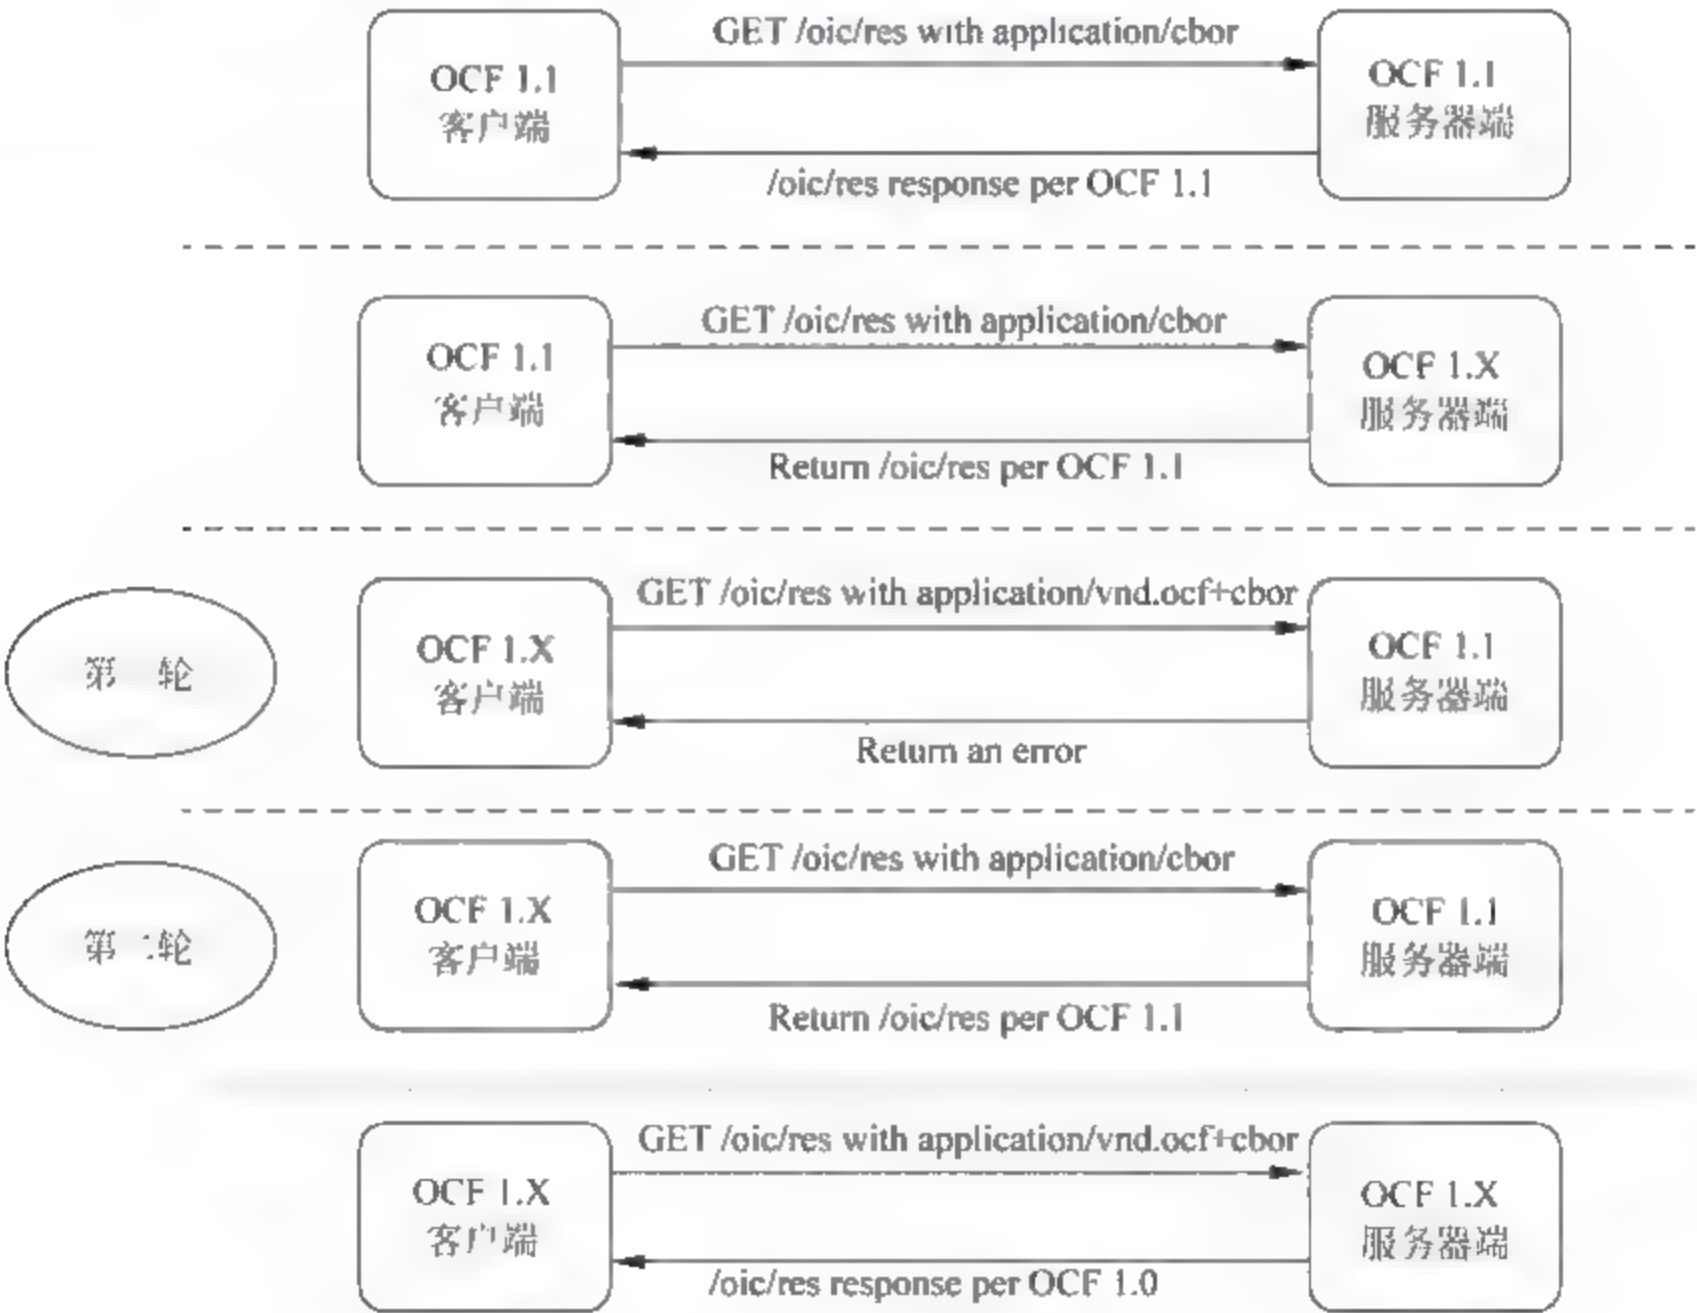 GET /oic/res with application/cbor
OCF 1.1
客户端
OCF 1.1
服务器端
/oic/res response per OCF 1.1
GET /oic/res with application/cbor
OCF 1.1
客户端
OCF 1.X
服务器端
Return /oic/res per OCF 1.1
第一轮
GET /oic/res with application/vnd.ocf+cbor
OCF 1.X
客户端
OCF 1.1
服务器端
Return an error
第二轮
GET /oic/res with application/cbor
OCF 1.X
客户端
OCF 1.1
服务器端
Return /oic/res per OCF 1.1
GET /oic/res with application/vnd.ocf+cbor
OCF 1.X
客户端
OCF 1.X
服务器端
/oic/res response per OCF 1.0